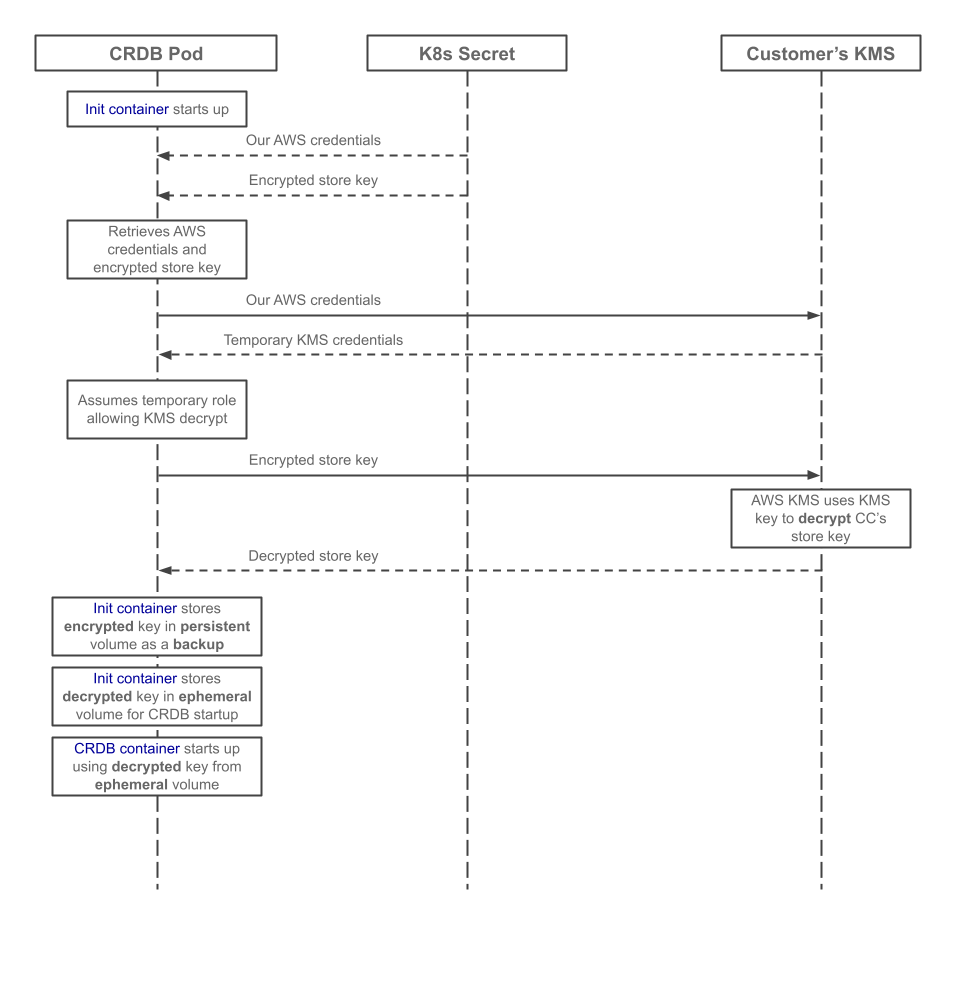 CRDB Pod
K8s Secret
Customer’s KMS
Init container starts up
Our AWS credentials
Encrypted store key
Retrieves AWS
credentials and
encrypted store key
Our AWS credentials
Temporary KMS credentials
Assumes temporary role
allowing KMS decrypt
Encrypted store key
AWS KMS uses KMS
key to decrypt CC’s
store key
Decrypted store key
Init container stores
encrypted key in persistent
volume as a backup
Init container stores
decrypted key in ephemeral
volume for CRDB startup
CRDB container starts up
using decrypted key from
ephemeral volume